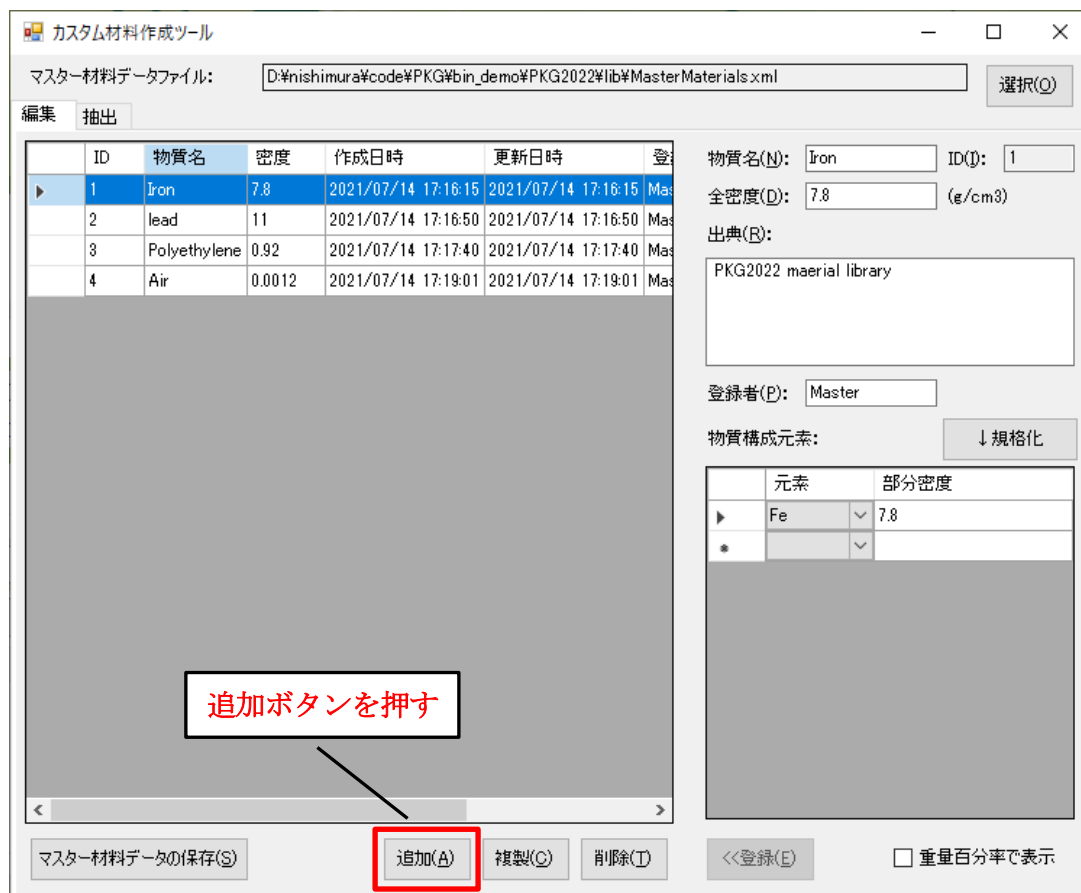 カスタム材料作成ツール
マスター材料データファイル: D:¥nishimura¥code¥PKG¥bin_demo¥PKG2022¥lib¥MasterMaterials.xml 選択(O)
編集 抽出
ID 物質名 密度 作成日時 更新日時 登
1 Iron 7.8 2021/07/14 17:16:15 2021/07/14 17:16:15 Mas
2 lead 11 2021/07/14 17:16:50 2021/07/14 17:16:50 Mas
3 Polyethylene 0.92 2021/07/14 17:17:40 2021/07/14 17:17:40 Mas
4 Air 0.0012 2021/07/14 17:19:01 2021/07/14 17:19:01 Mas
物質名(N): Iron ID(I): 1
全密度(D): 7.8 (g/cm3)
出典(R):
PKG2022 maerial library
登録者(P): Master
物質構成元素: ↓規格化
元素 部分密度
Fe 7.8
追加ボタンを押す
マスター材料データの保存(S) 追加(A) 複製(C) 削除(T) <<登録(E) 重量百分率で表示